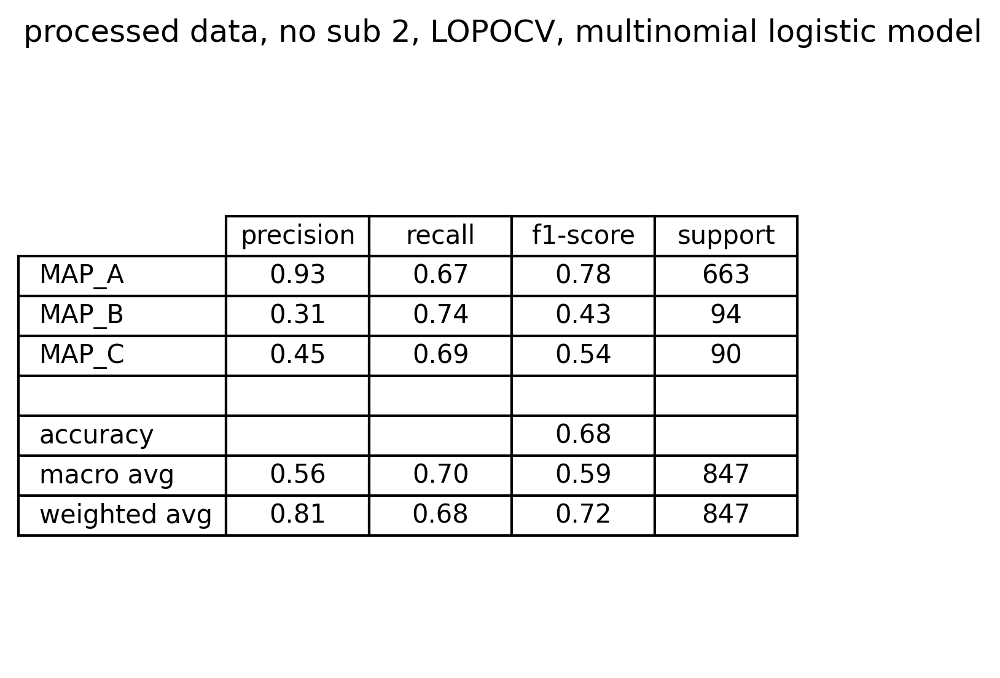 processed data, no sub 2, LOPOCV, multinomial logistic model
precision recall f1-score support
MAP_A 0.93 0.67 0.78 663
MAP_B 0.31 0.74 0.43 94
MAP_C 0.45 0.69 0.54 90
accuracy 0.68
macro avg 0.56 0.70 0.59 847
weighted avg 0.81 0.68 0.72 847